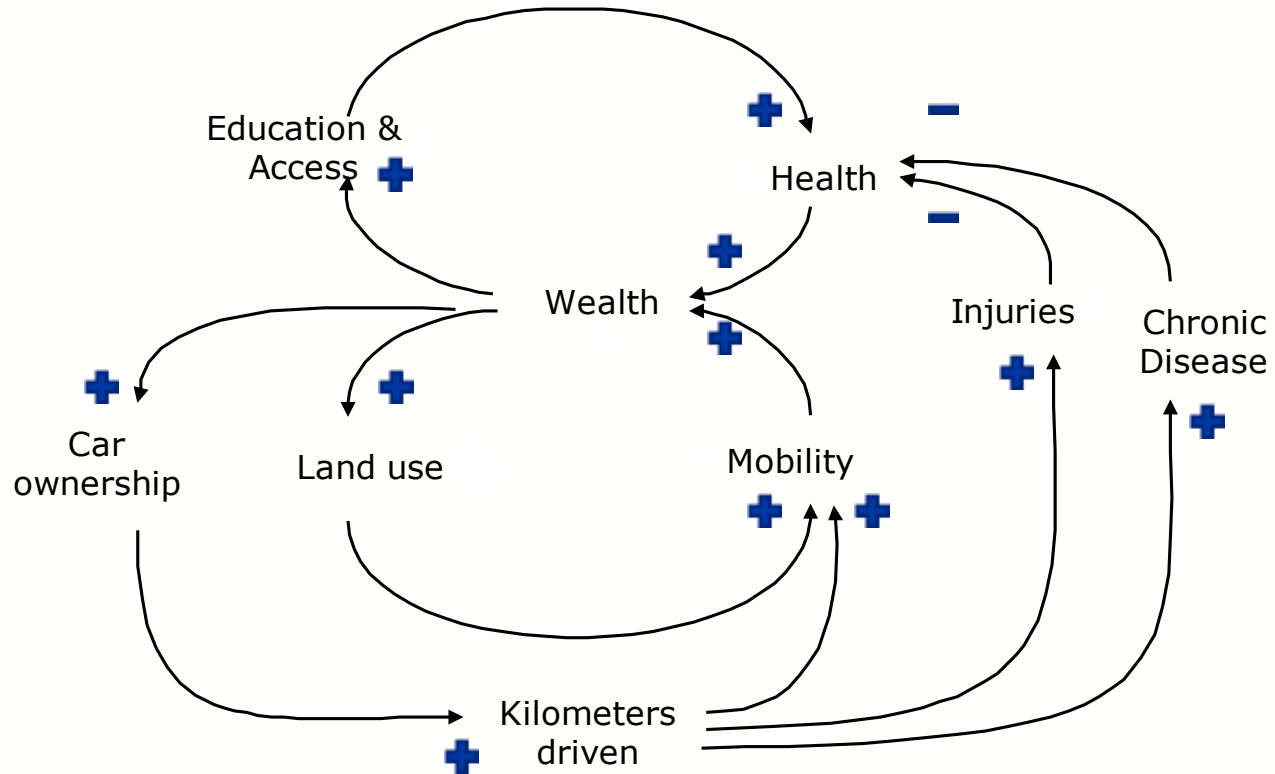 Education &
Access
Health
Wealth
Injuries
Chronic
Disease
Car
ownership
Land use
Mobility
Kilometers
driven